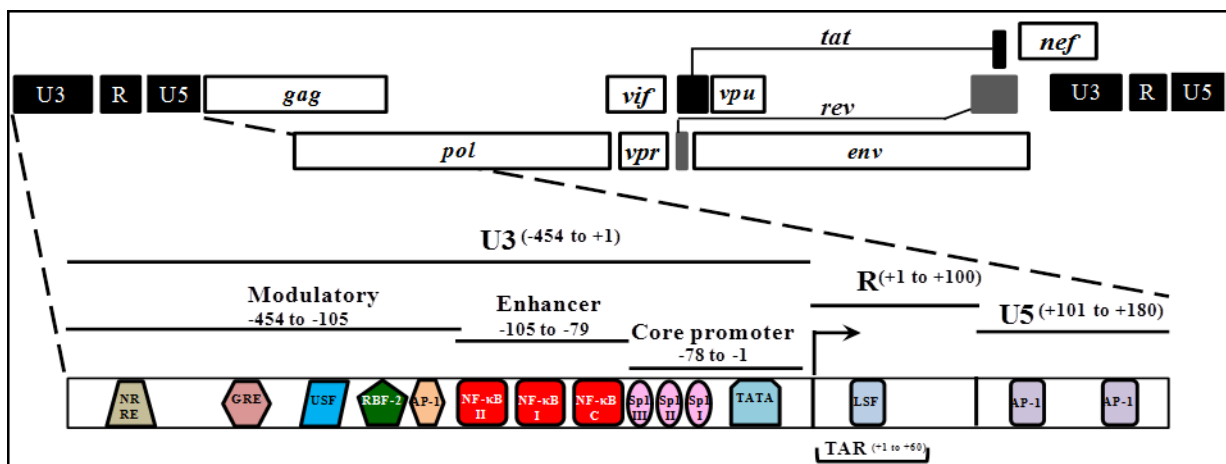 tat
nef
U3 R U5 gag vif vpu U3 R U5
rev
pol vpr env
U3 (-454 to +1)
R (+1 to +100)
Modulatory
-454 to -105
Enhancer
-105 to -79
U5 (+101 to +180)
Core promoter
-78 to -1
NR
RE
GRE
USF
RBF-2
AP-1
NF-κB
II
NF-κB
I
NF-κB
C
Sp1
III
Sp1
II
Sp1
I
TATA
LSF
AP-1
AP-1
TAR (+1 to +60)